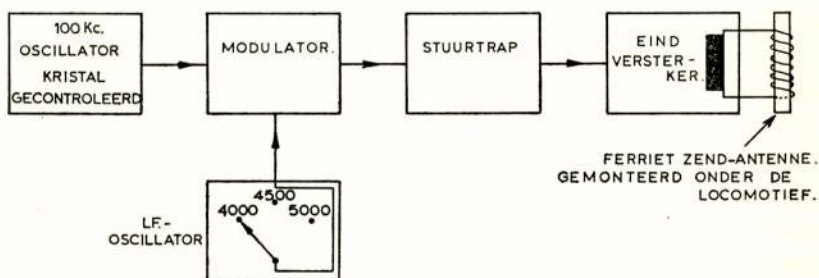 100 Kc.
OSCILLATOR
KRISTAL
GECONTROLEERD
MODULATOR.
STUURTRAP
EIND
VERSTER-
KER.
FERRIET ZEND-ANTENNE.
GEMONTEERD ONDER DE
LOCOMOTIEF.
L.F.-
OSCILLATOR
4000
4500
5000